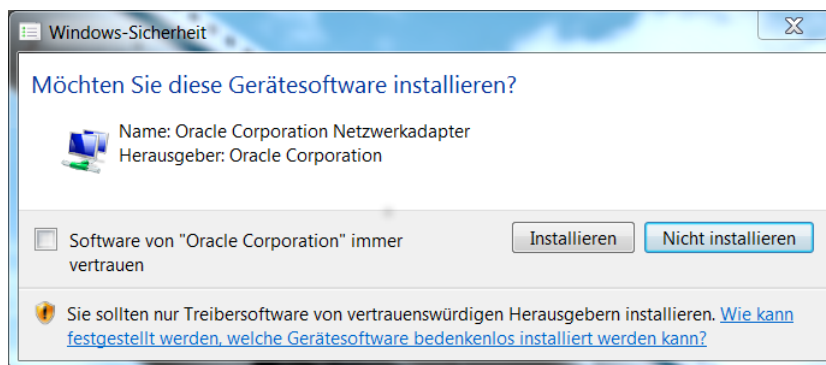 Windows-Sicherheit
Möchten Sie diese Gerätesoftware installieren?
Name: Oracle Corporation Netzwerkadapter
Herausgeber: Oracle Corporation
Software von "Oracle Corporation" immer
vertrauen
Installieren
Nicht installieren
Sie sollten nur Treibersoftware von vertrauenswürdigen Herausgebern installieren. Wie kann
festgestellt werden, welche Gerätesoftware bedenkenlos installiert werden kann?